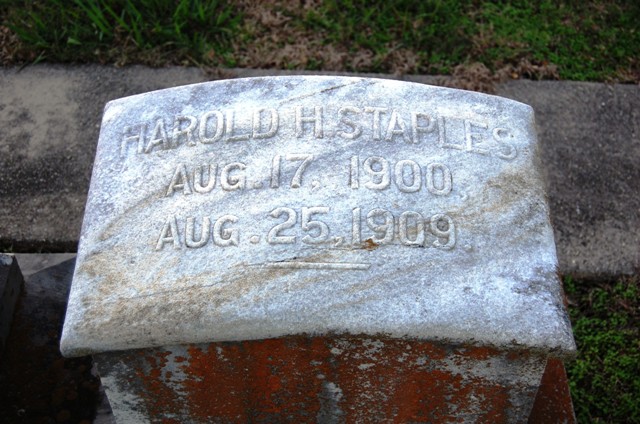 HAROLD H. STAPLES
AUG. 17, 1900.
AUG. 25, 1909.